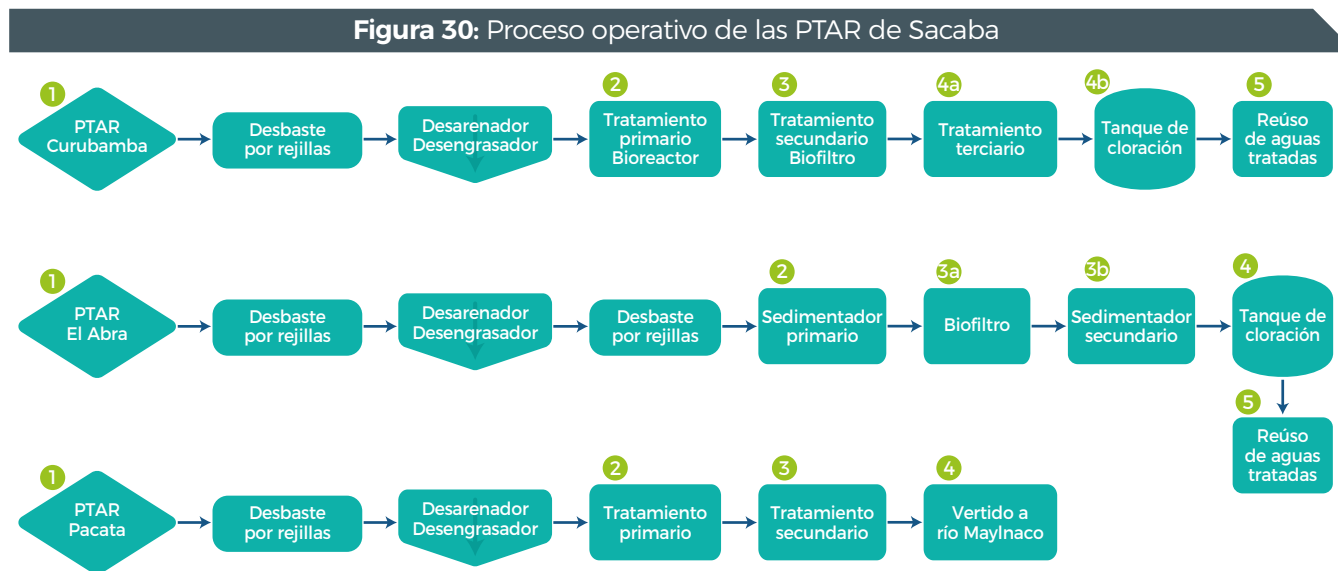 Figura 30: Proceso operativo de las PTAR de Sacaba
1
PTAR
Curubamba
Desbaste
por rejillas
Desarenador
Desengrasador
2
Tratamiento
primario
Bioreactor
3
Tratamiento
secundario
Biofiltro
4a
Tratamiento
terciario
4b
Tanque de
cloración
5
Reúso
de aguas
tratadas
1
PTAR
El Abra
Desbaste
por rejillas
Desarenador
Desengrasador
Desbaste
por rejillas
2
Sedimentador
primario
3a
Biofiltro
3b
Sedimentador
secundario
4
Tanque de
cloración
5
Reúso
de aguas
tratadas
1
PTAR
Pacata
Desbaste
por rejillas
Desarenador
Desengrasador
2
Tratamiento
primario
3
Tratamiento
secundario
4
Vertido a
río Maylnaco